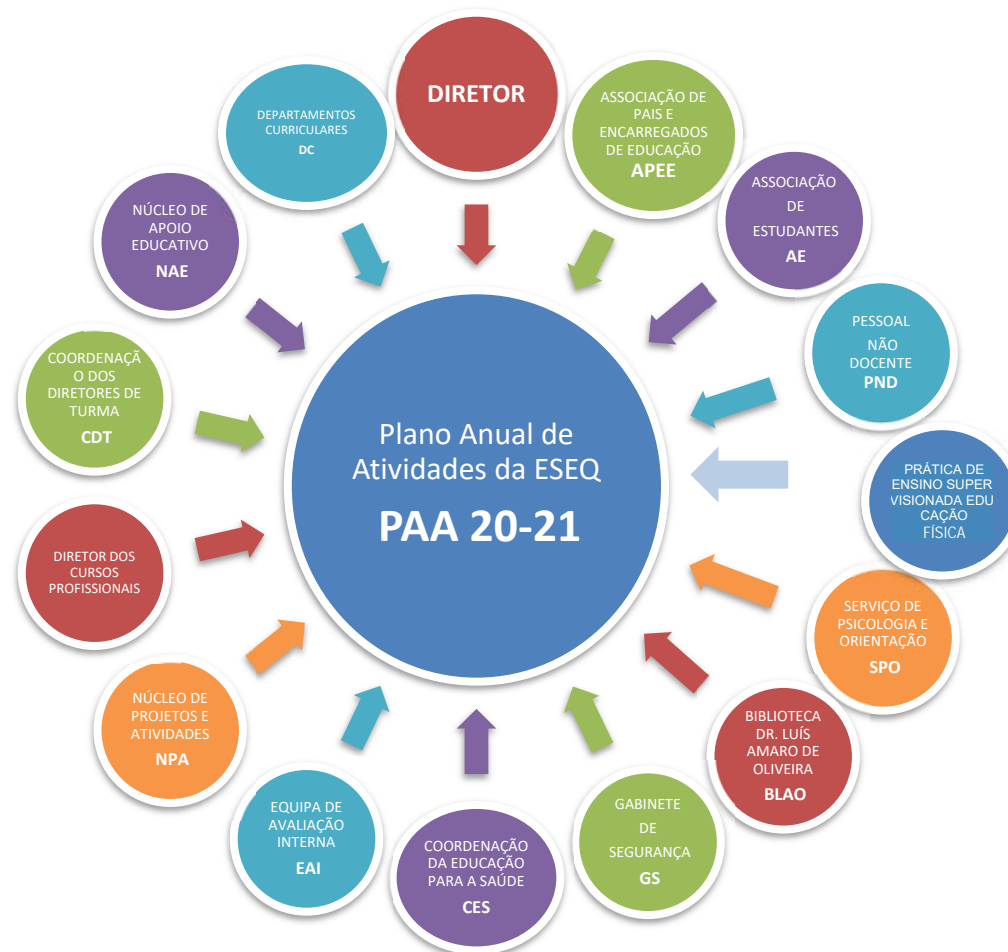 DIRETOR
ASSOCIAÇÃO DE
PAIS E
ENCARREGADOS
DE EDUCAÇÃO
APEE
ASSOCIAÇÃO
DE
ESTUDANTES
AE
PESSOAL
NÃO
DOCENTE
PND
PRÁTICA DE
ENSINO SUPER
VISIONADA EDU
CAÇÃO
FÍSICA
SERVIÇO DE
PSICOLOGIA E
ORIENTAÇÃO
SPO
BIBLIOTECA
DR. LUÍS
AMARO DE
OLIVEIRA
BLAO
GABINETE
DE
SEGURANÇA
GS
COORDENAÇÃO
DA EDUCAÇÃO
PARA A SAÚDE
CES
EQUIPA DE
AVALIAÇÃO
INTERNA
EAI
NÚCLEO DE
PROJETOS E
ATIVIDADES
NPA
DIRETOR DOS
CURSOS
PROFISSIONAIS
COORDENAÇÃ
O DOS
DIRETORES DE
TURMA
CDT
NÚCLEO DE
APOIO
EDUCATIVO
NAE
DEPARTAMENTOS
CURRICULARES
DC
Plano Anual de
Atividades da ESEQ
PAA 20-21